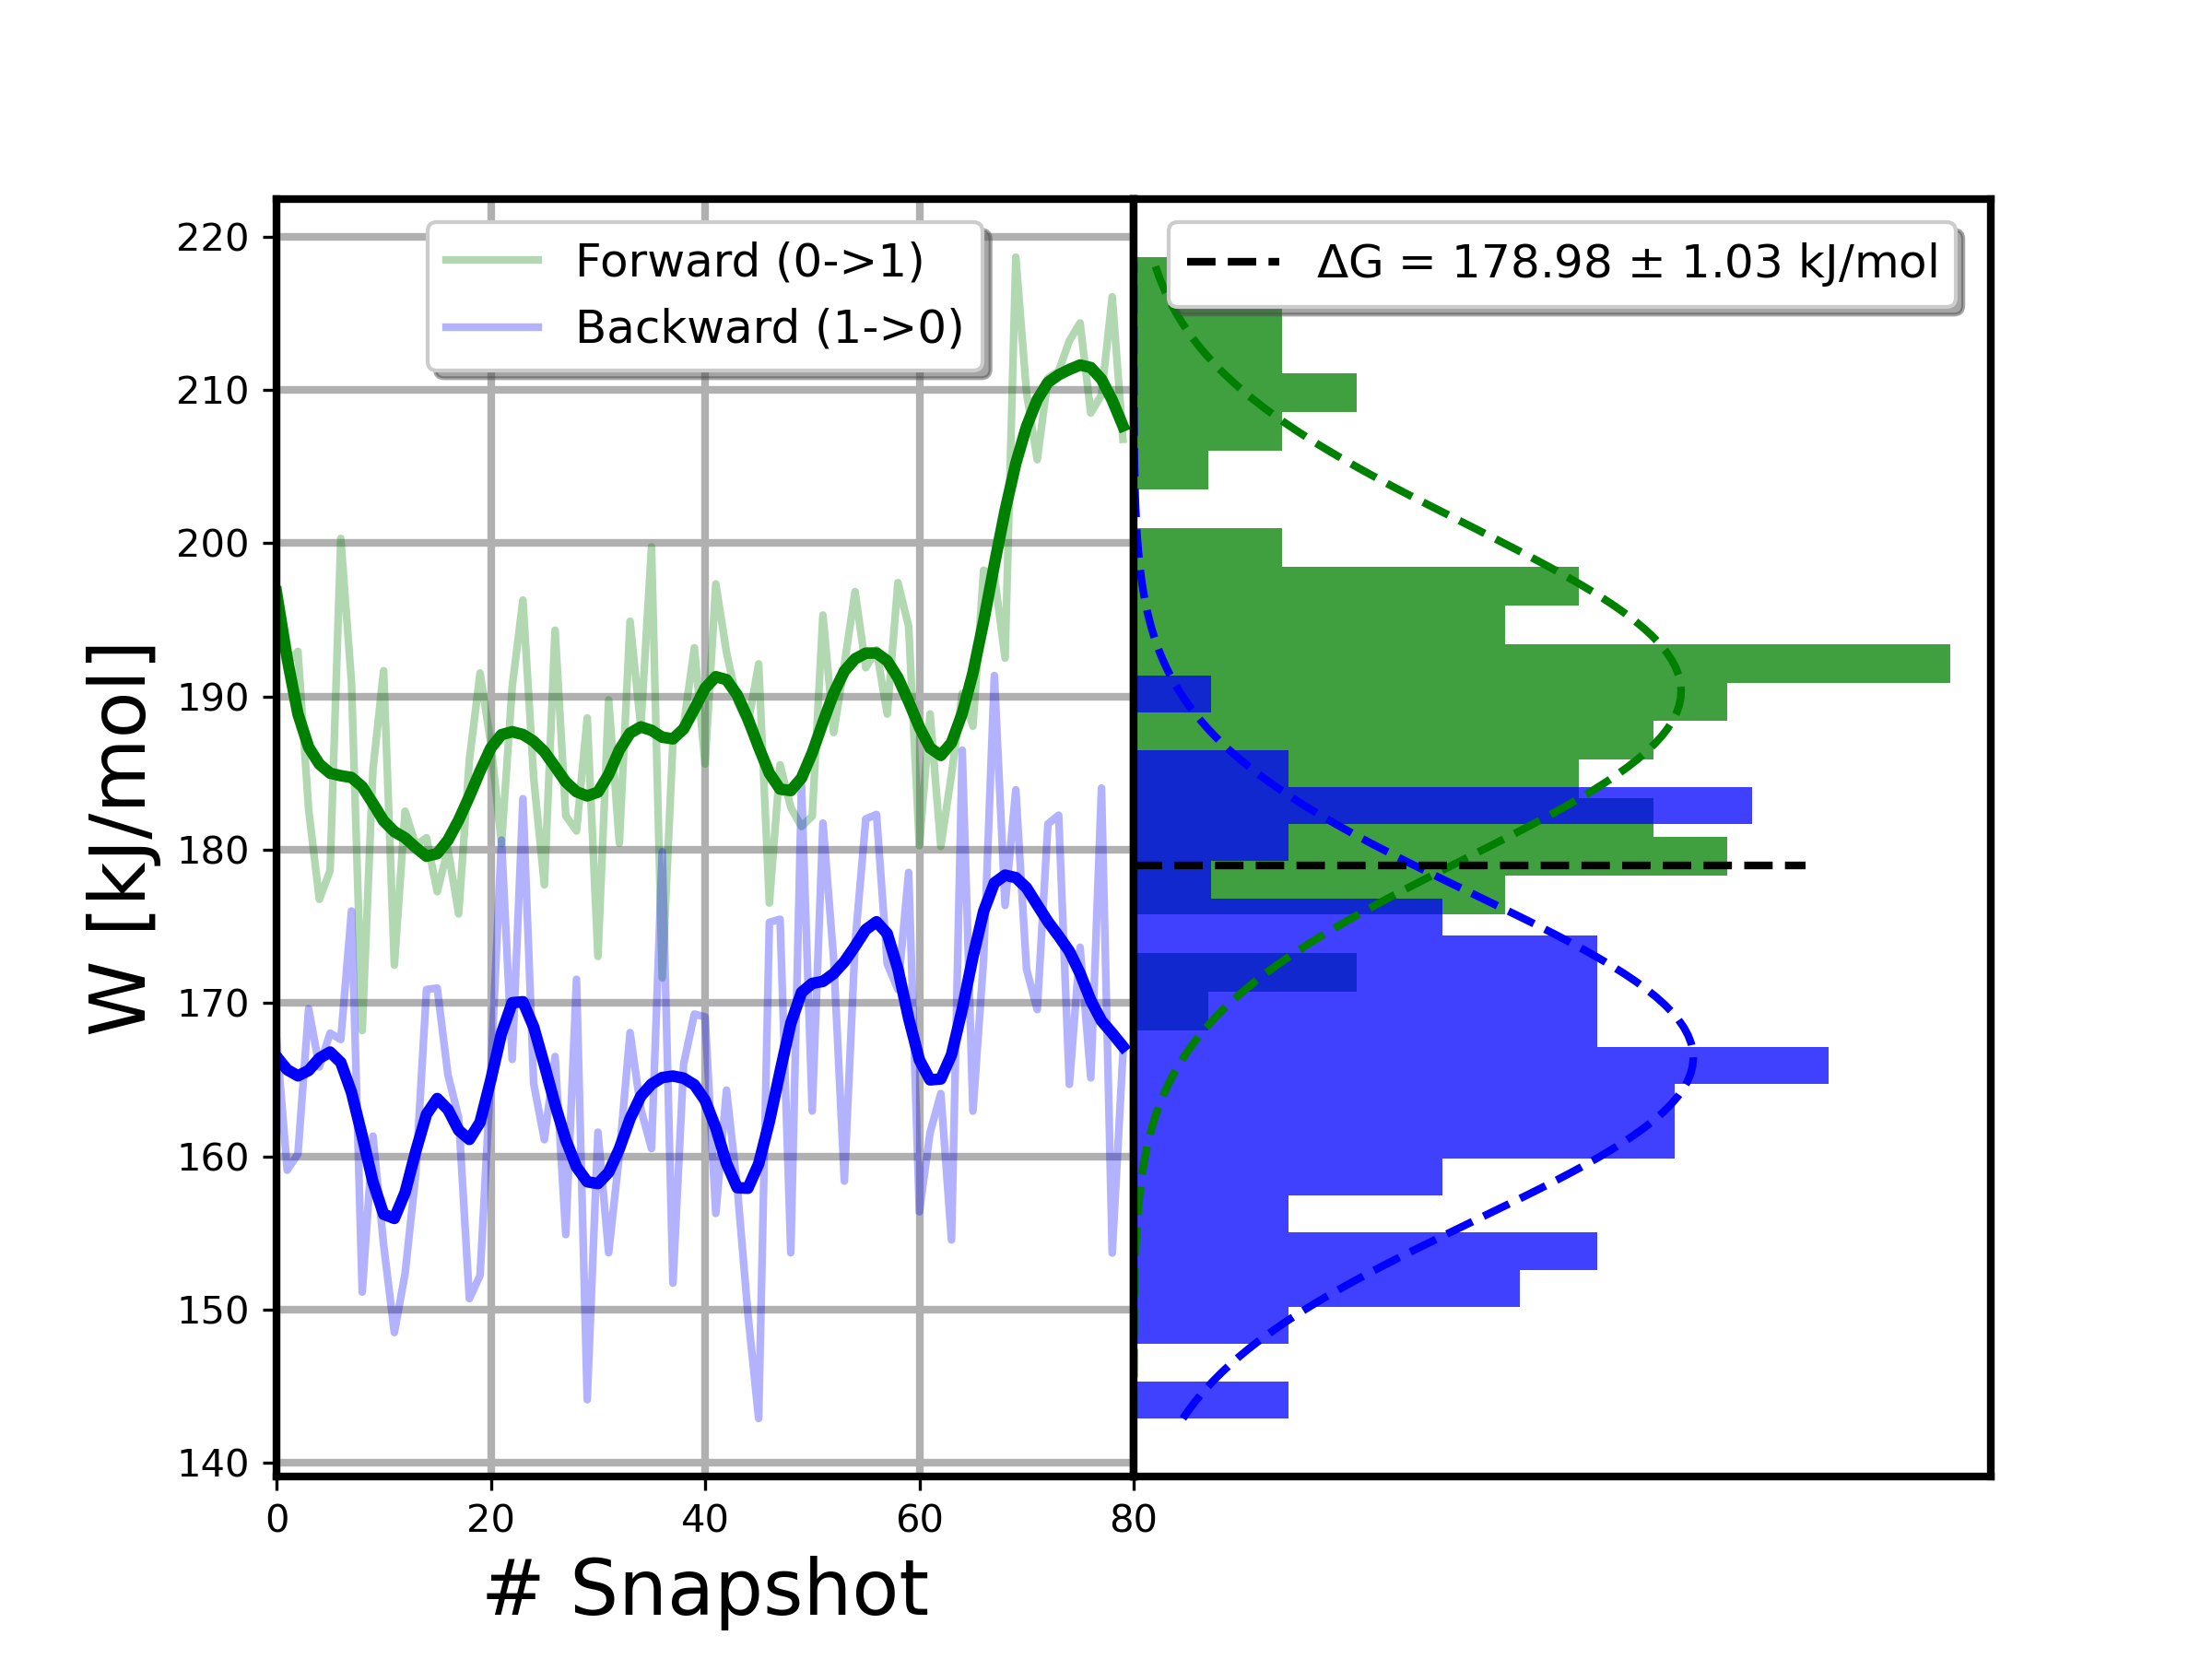 Forward (0->1)
Backward (1->0)
ΔG = 178.98 ± 1.03 kJ/mol
W [kJ/mol]
220
210
200
190
180
170
160
150
140
0 20 40 60 80
# Snapshot